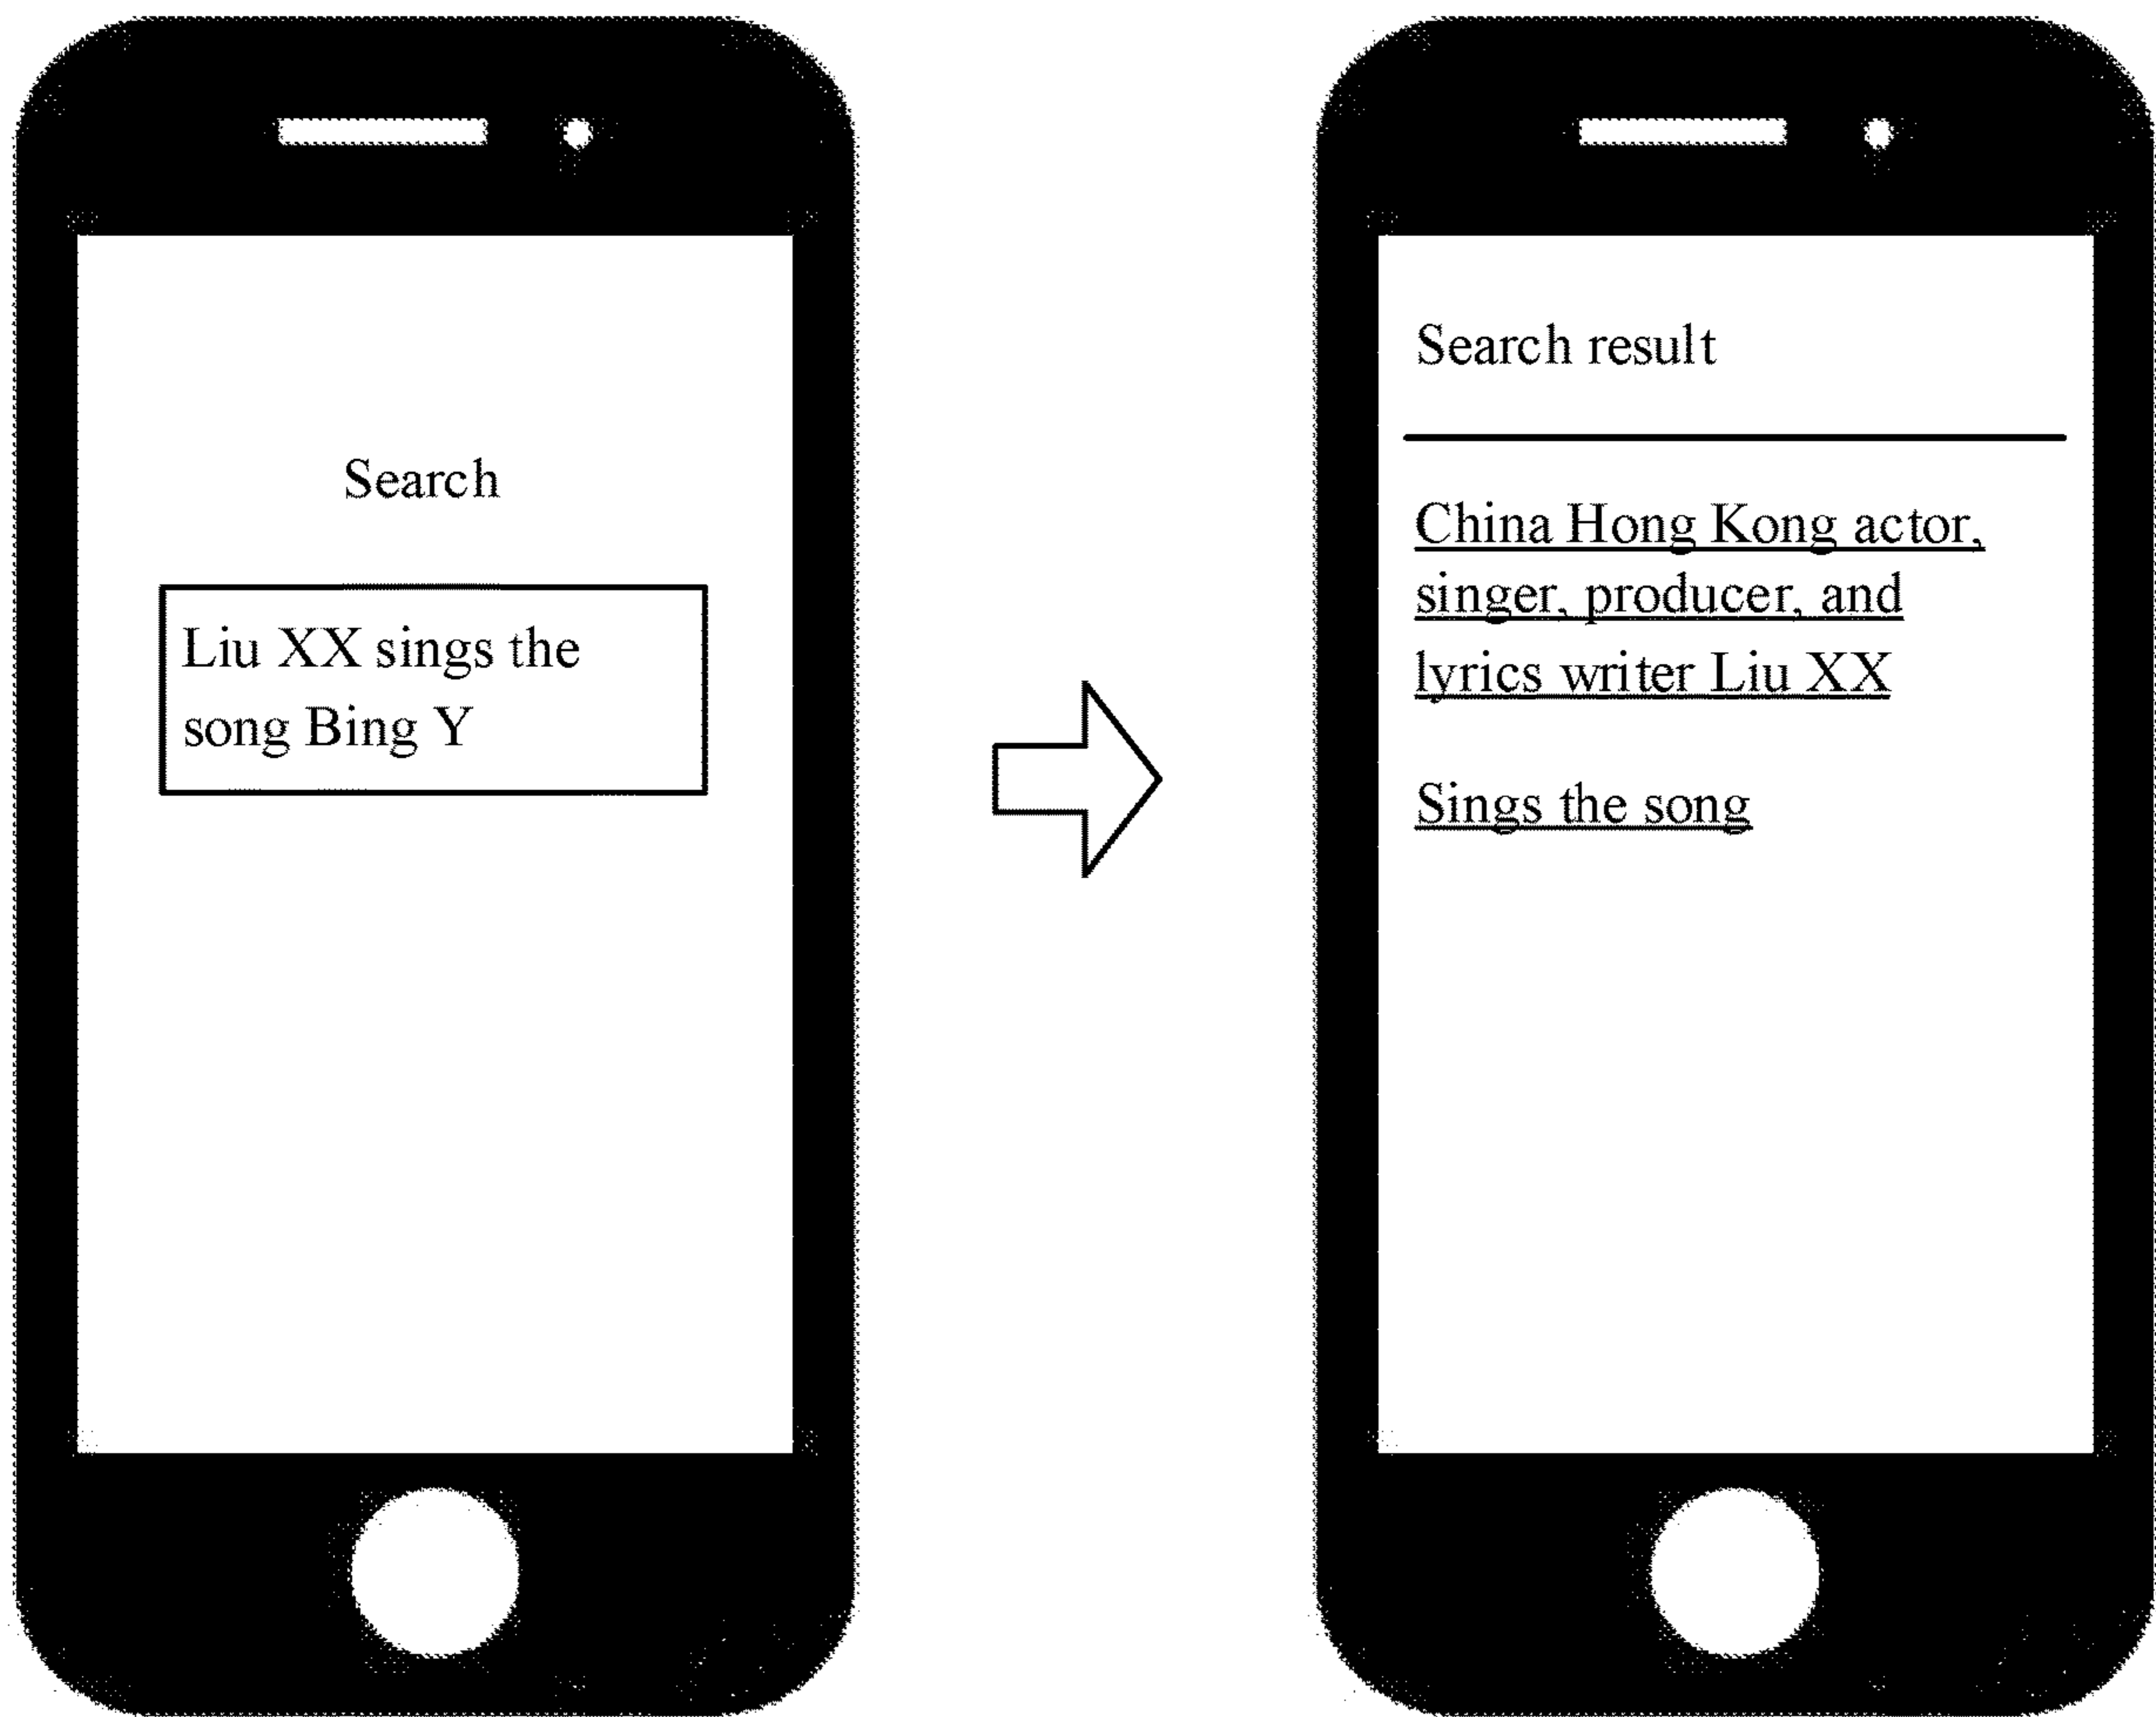 Search
Liu XX sings the
song Bing Y
Search result
China Hong Kong actor,
singer, producer, and
lyrics writer Liu XX
Sings the song